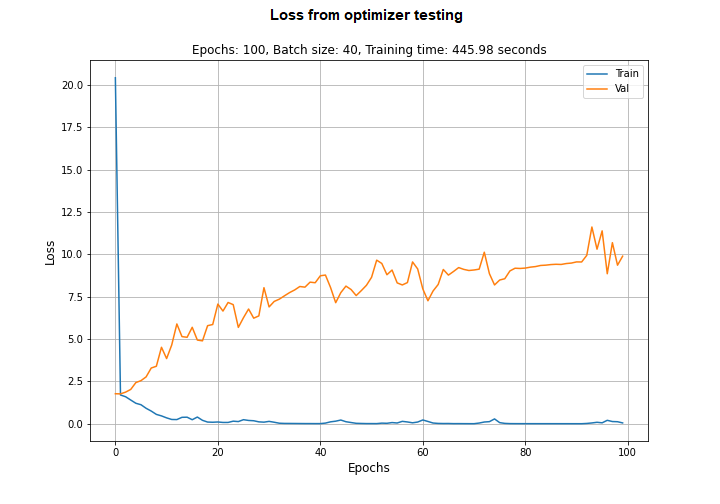 Loss from optimizer testing
Epochs: 100, Batch size: 40, Training time: 445.98 seconds
Train
Val
20.0
17.5
15.0
12.5
10.0
7.5
5.0
2.5
0.0
Loss
0 20 40 60 80 100
Epochs